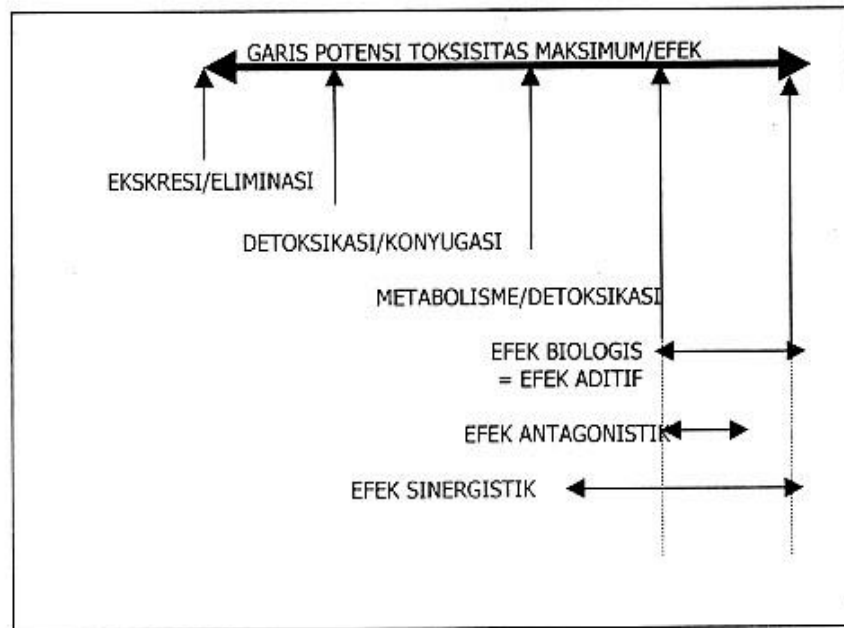 GARIS POTENSI TOKSISITAS MAKSIMUM/EFEK
EKSKRESI/ELIMINASI
DETOKSIKASI/KONYUGASI
METABOLISME/DETOKSIKASI
EFEK BIOLOGIS
= EFEK ADITIF
EFEK ANTAGONISTIK
EFEK SINERGISTIK